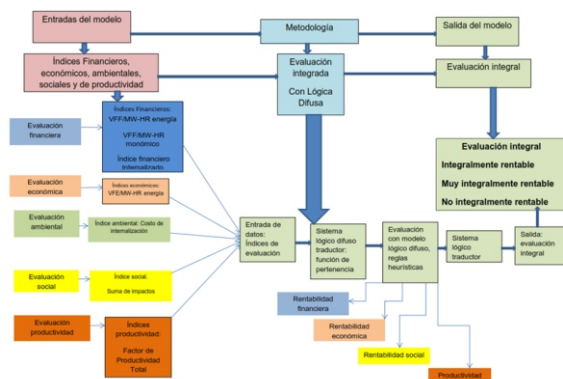 Entradas del modelo
Metodología
Salida del modelo
Índices Financieros,
económicos, ambientales,
sociales y de productividad
Evaluación
integrada
Con Lógica
Difusa
Evaluación integral
Índices Financieros:
VFF/MW-HR energía
VFF/MW-HR
monómico
Índice financiero
internalizado
Evaluación
financiera
Evaluación integral
Integralmente rentable
Muy integralmente rentable
No integralmente rentable
Evaluación
económica
Índices económicos:
VFE/MW-HR energía
Evaluación
ambiental
Índice ambiental: Costo de
internalización
Entrada de
datos:
Índices de
evaluación
Sistema
lógico difuso
traductor:
función de
pertenencia
Evaluación
con modelo
lógico difuso,
reglas
heurísticas
Sistema
lógico
traductor
Salida:
evaluación
integral
Evaluación
social
Índice social.
Suma de impactos
Rentabilidad
financiera
Rentabilidad
económica
Rentabilidad social
Productividad
Evaluación
productividad
Índices
productividad:
Factor de
Productividad
Total